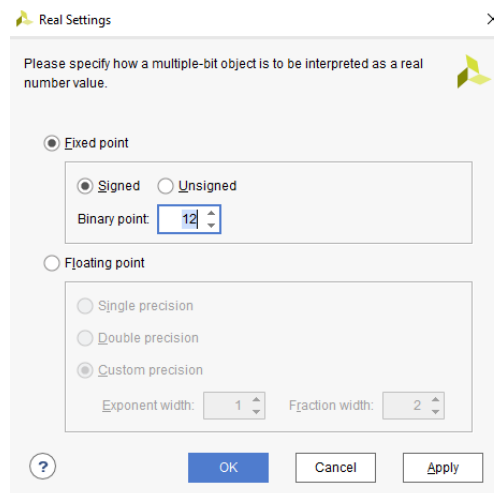 Real Settings
Please specify how a multiple-bit object is to be interpreted as a real
number value.
Fixed point
Signed Unsigned
Binary point: 12
Floating point
Single precision
Double precision
Custom precision
Exponent width: 1 Fraction width: 2
? OK Cancel Apply